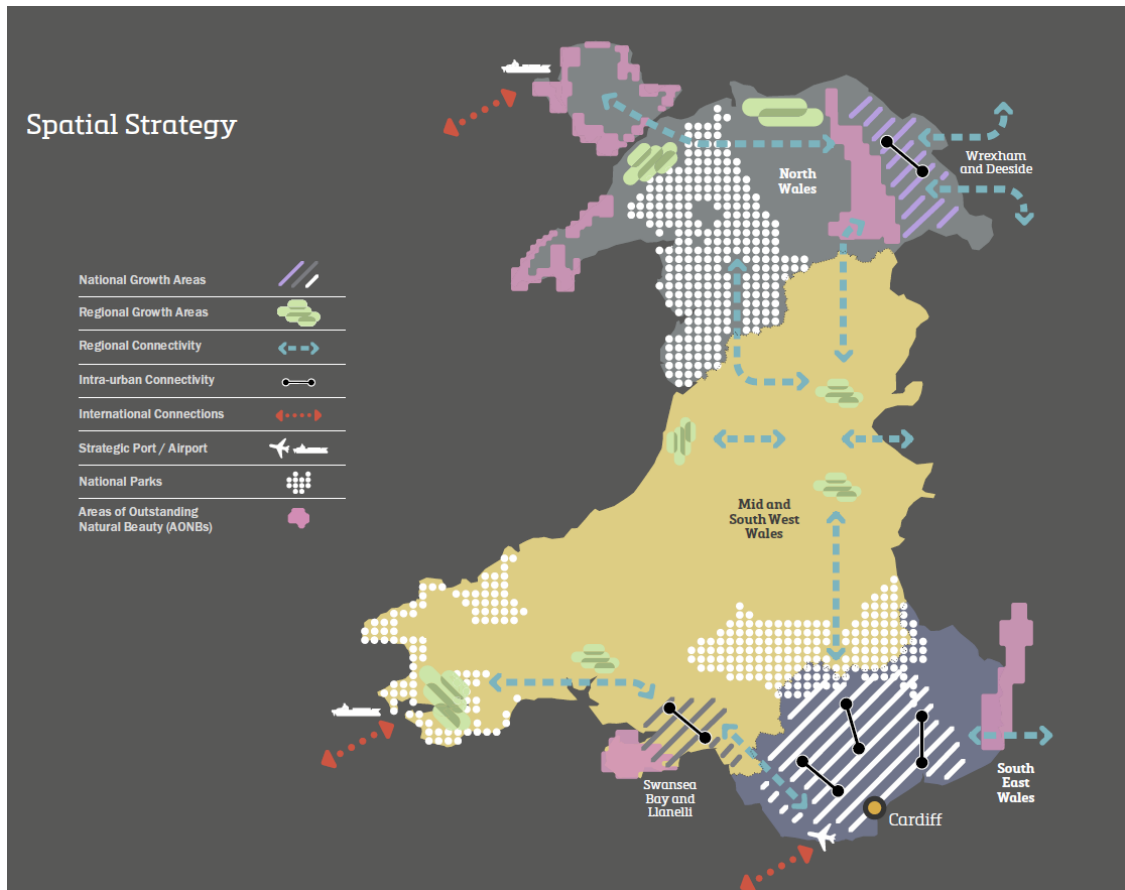 Spatial Strategy
National Growth Areas
Regional Growth Areas
Regional Connectivity
Intra-urban Connectivity
International Connections
Strategic Port / Airport
National Parks
Areas of Outstanding
Natural Beauty (AONBs)
North
Wales
Wrexham
and Deeside
Mid and
South West
Wales
Swansea
Bay and
Llanelli
South
East
Wales
Cardiff